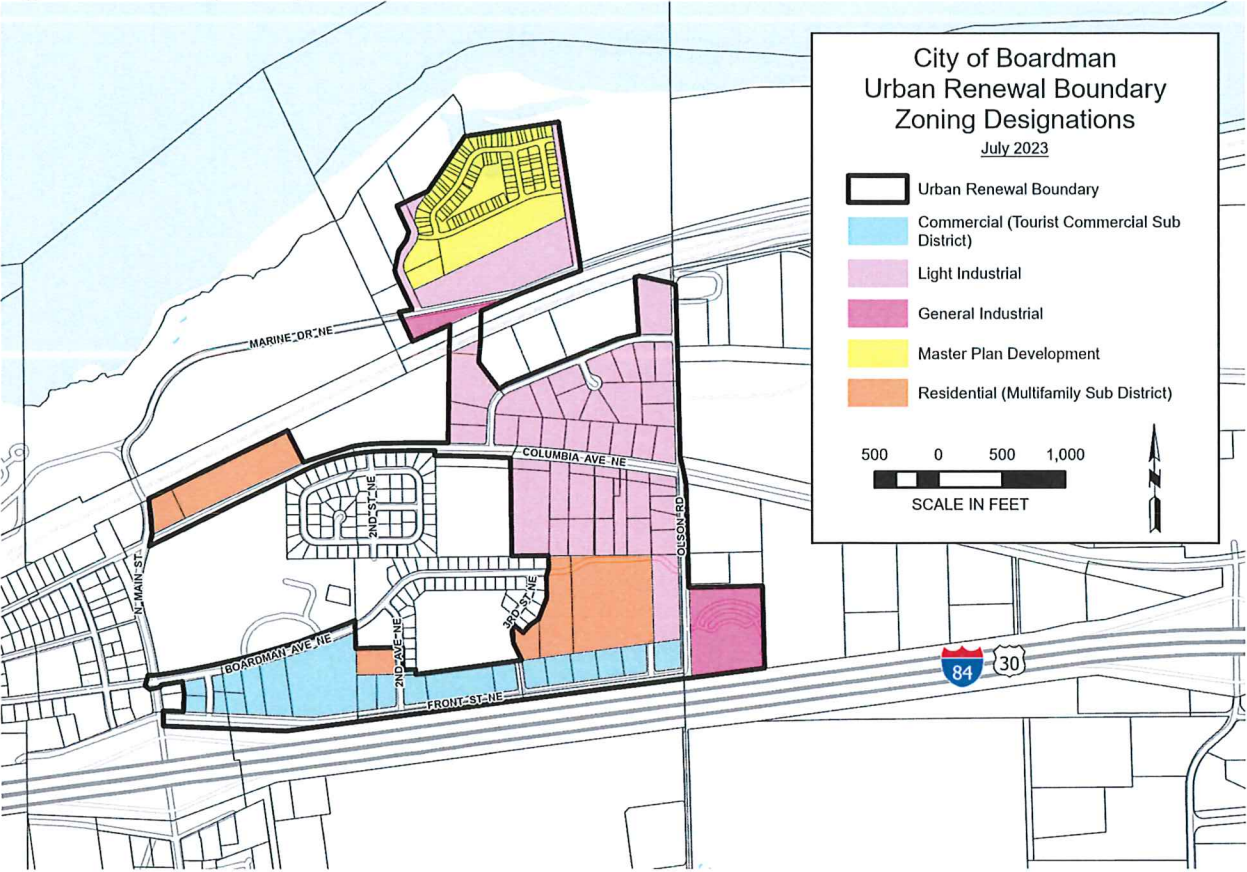 City of Boardman
Urban Renewal Boundary
Zoning Designations
July 2023
Urban Renewal Boundary
Commercial (Tourist Commercial Sub
District)
Light Industrial
General Industrial
Master Plan Development
Residential (Multifamily Sub District)
500 0 500 1,000
SCALE IN FEET
N
MARINE DR NE
COLUMBIA AVE NE
2ND ST NE
OLSON RD
N MAIN ST
3RD ST NE
BOARDMAN AVE NE
2ND AVE NE
FRONT ST NE
84
30